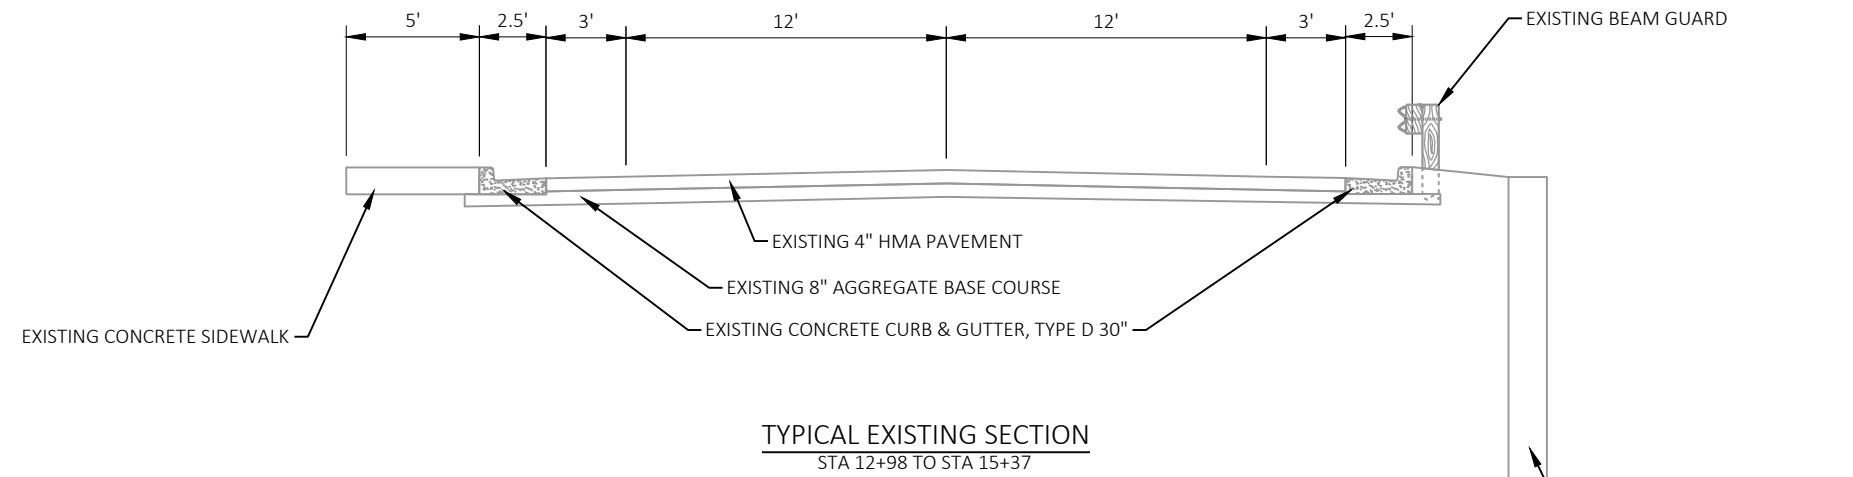 5' 2.5' 3' 12' 12' 3' 2.5'
EXISTING BEAM GUARD
EXISTING 4" HMA PAVEMENT
EXISTING 8" AGGREGATE BASE COURSE
EXISTING CONCRETE CURB & GUTTER, TYPE D 30"
EXISTING CONCRETE SIDEWALK
TYPICAL EXISTING SECTION
STA 12+98 TO STA 15+37